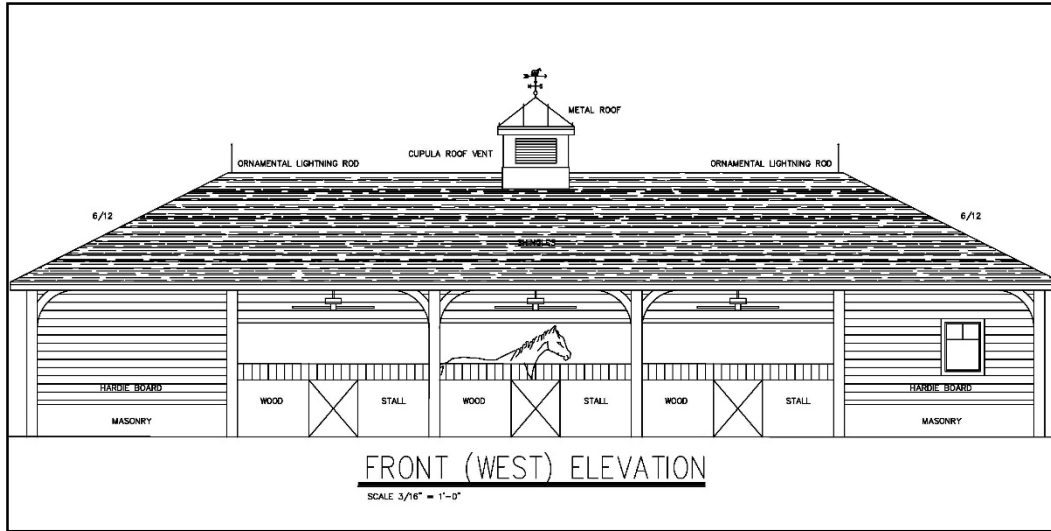 METAL ROOF
CUPULA ROOF VENT
ORNAMENTAL LIGHTNING ROD
ORNAMENTAL LIGHTNING ROD
6/12
6/12
SHINGLES
HARDIE BOARD
HARDIE BOARD
WOOD
STALL
WOOD
STALL
WOOD
STALL
MASONRY
MASONRY
FRONT (WEST) ELEVATION
SCALE 3/16" = 1'-0"